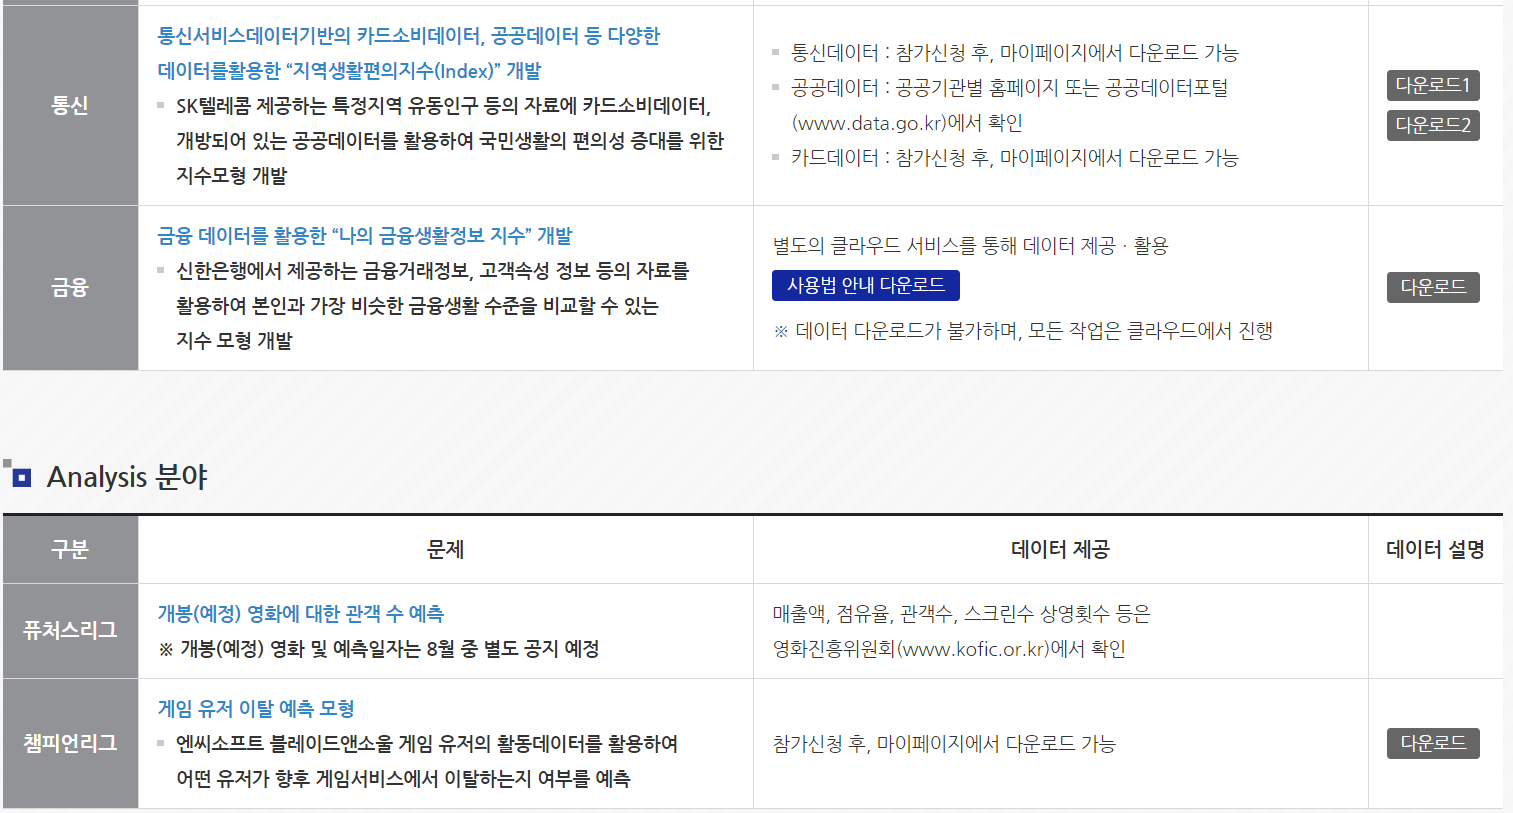 통신
통신서비스데이터기반의 카드소비데이터, 공공데이터 등 다양한
데이터를활용한 “지역생활편의지수(Index)” 개발
SK텔레콤 제공하는 특정지역 유동인구 등의 자료에 카드소비데이터,
개방되어 있는 공공데이터를 활용하여 국민생활의 편의성 증대를 위한
지수모형 개발
통신데이터 : 참가신청 후, 마이페이지에서 다운로드 가능
공공데이터 : 공공기관별 홈페이지 또는 공공데이터포털
(www.data.go.kr)에서 확인
카드데이터 : 참가신청 후, 마이페이지에서 다운로드 가능
다운로드1
다운로드2
금융
금융 데이터를 활용한 “나의 금융생활정보 지수” 개발
신한은행에서 제공하는 금융거래정보, 고객속성 정보 등의 자료를
활용하여 본인과 가장 비슷한 금융생활 수준을 비교할 수 있는
지수 모형 개발
별도의 클라우드 서비스를 통해 데이터 제공 · 활용
사용법 안내 다운로드
※ 데이터 다운로드가 불가하며, 모든 작업은 클라우드에서 진행
다운로드
Analysis 분야
구분
문제
데이터 제공
데이터 설명
퓨처스리그
개봉(예정) 영화에 대한 관객 수 예측
※ 개봉(예정) 영화 및 예측일자는 8월 중 별도 공지 예정
매출액, 점유율, 관객수, 스크린수 상영횟수 등은
영화진흥위원회(www.kofic.or.kr)에서 확인
챔피언리그
게임 유저 이탈 예측 모형
엔씨소프트 블레이드앤소울 게임 유저의 활동데이터를 활용하여
어떤 유저가 향후 게임서비스에서 이탈하는지 여부를 예측
참가신청 후, 마이페이지에서 다운로드 가능
다운로드